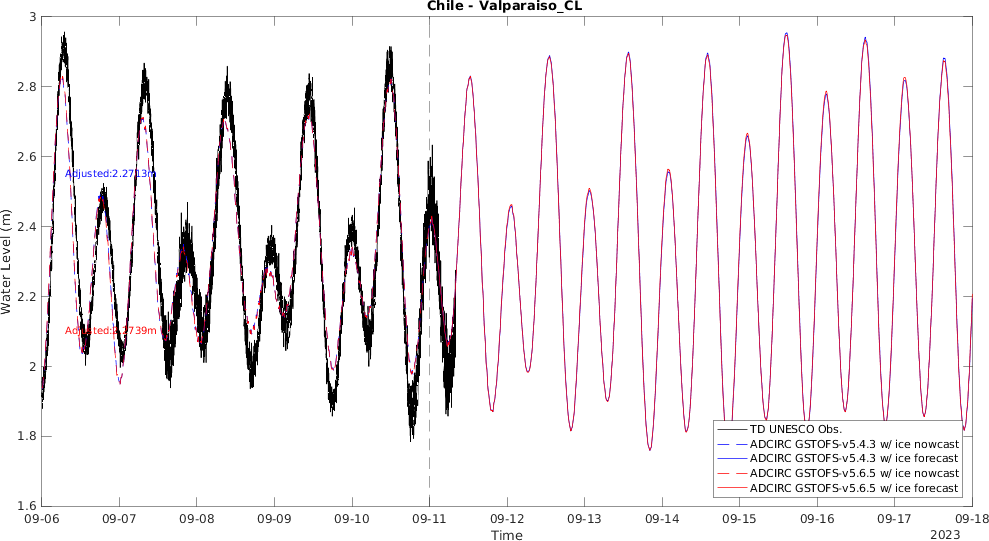 Chile - Valparaiso_CL
3
2.8
2.6
2.4
2.2
2
1.8
1.6
Water Level (m)
Adjusted:2.2713m
Adjusted:2.2739m
TD UNESCO Obs.
ADCIRC GSTOFS-v5.4.3 w/ ice nowcast
ADCIRC GSTOFS-v5.4.3 w/ ice forecast
ADCIRC GSTOFS-v5.6.5 w/ ice nowcast
ADCIRC GSTOFS-v5.6.5 w/ ice forecast
09-06 09-07 09-08 09-09 09-10 09-11 09-12 09-13 09-14 09-15 09-16 09-17 09-18
Time
2023